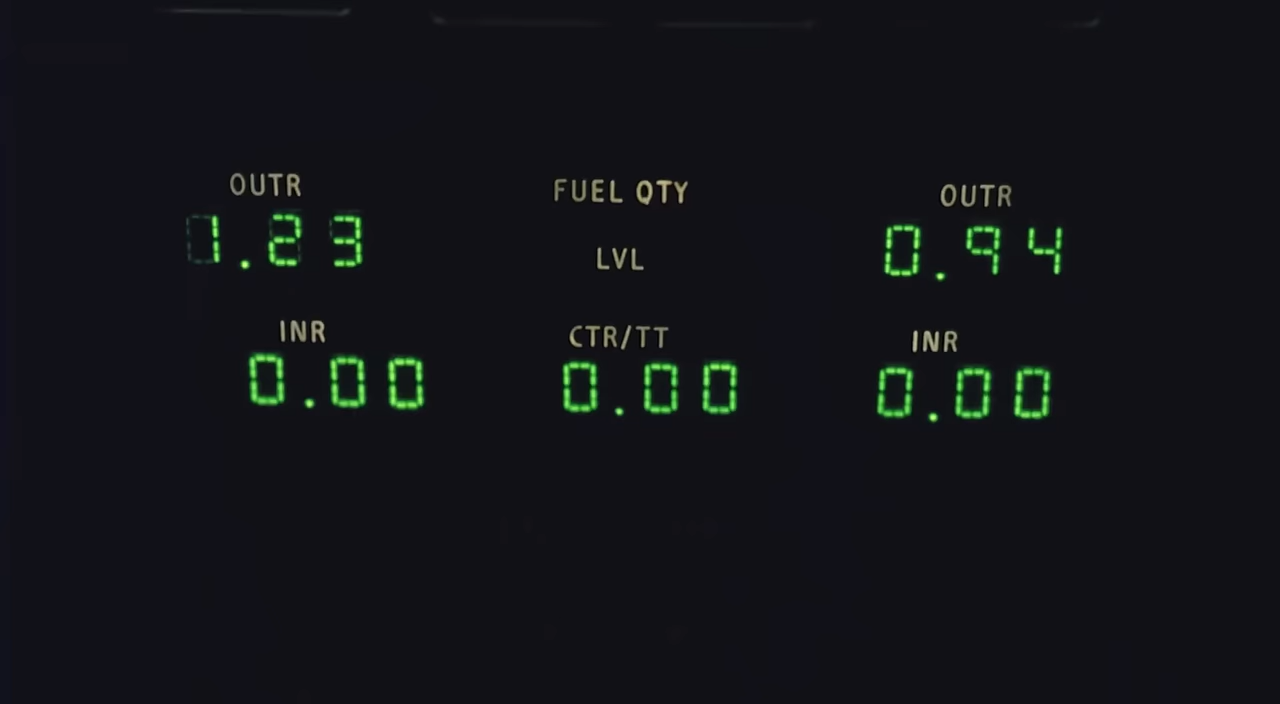 OUTR FUEL QTY OUTR
1.23 LVL 0.94
INR CTR/TT INR
0.00 0.00 0.00